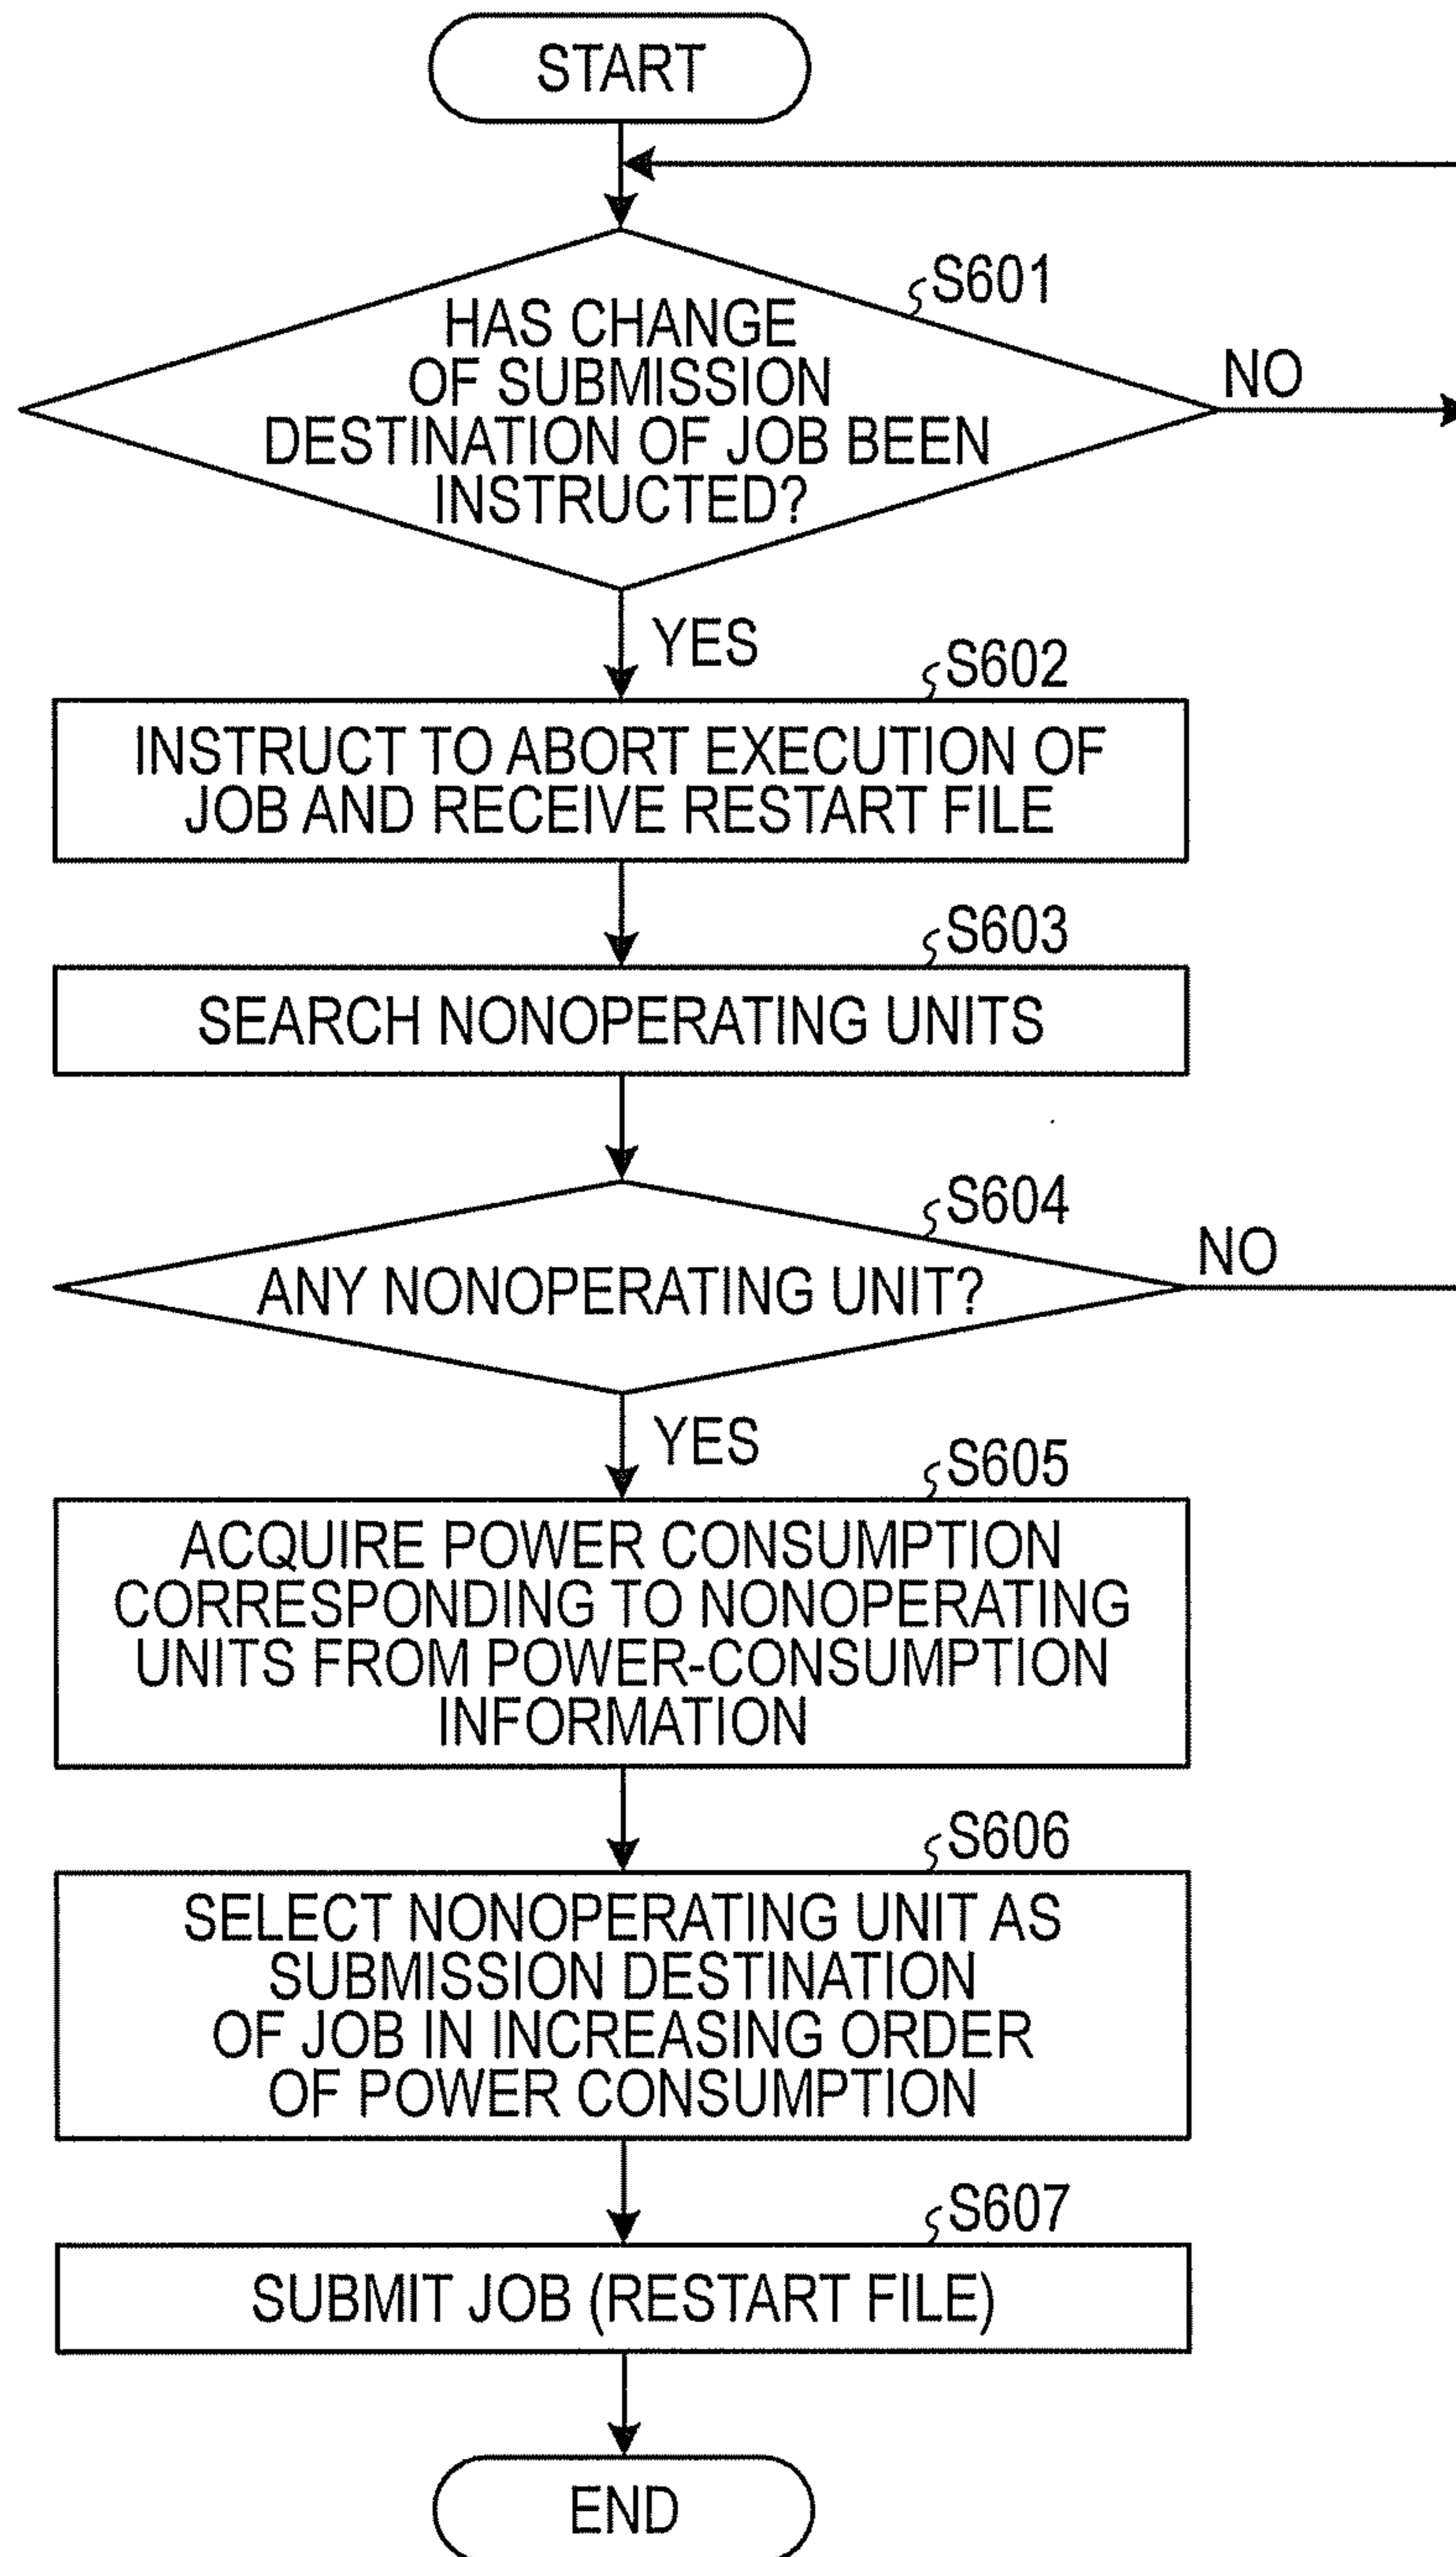 START
S601
HAS CHANGE
OF SUBMISSION
DESTINATION OF JOB BEEN
INSTRUCTED?
NO
YES
S602
INSTRUCT TO ABORT EXECUTION OF
JOB AND RECEIVE RESTART FILE
S603
SEARCH NONOPERATING UNITS
S604
ANY NONOPERATING UNIT?
NO
YES
S605
ACQUIRE POWER CONSUMPTION
CORRESPONDING TO NONOPERATING
UNITS FROM POWER-CONSUMPTION
INFORMATION
S606
SELECT NONOPERATING UNIT AS
SUBMISSION DESTINATION
OF JOB IN INCREASING ORDER
OF POWER CONSUMPTION
S607
SUBMIT JOB (RESTART FILE)
END